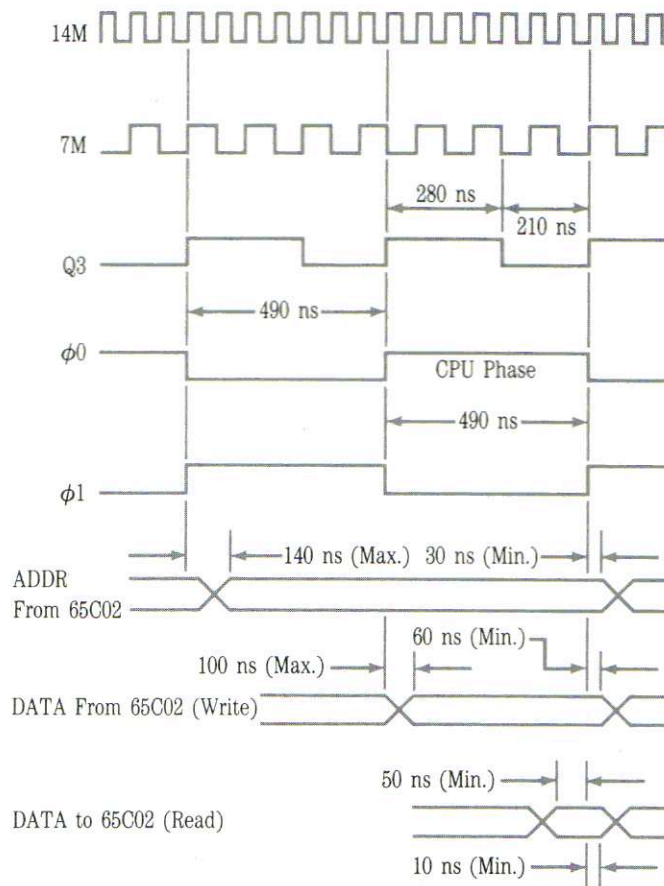 14M
7M
280 ns
210 ns
Q3
490 ns
ϕ0
CPU Phase
490 ns
ϕ1
140 ns (Max.) 30 ns (Min.)
ADDR
From 65C02
60 ns (Min.)
100 ns (Max.)
DATA From 65C02 (Write)
50 ns (Min.)
DATA to 65C02 (Read)
10 ns (Min.)